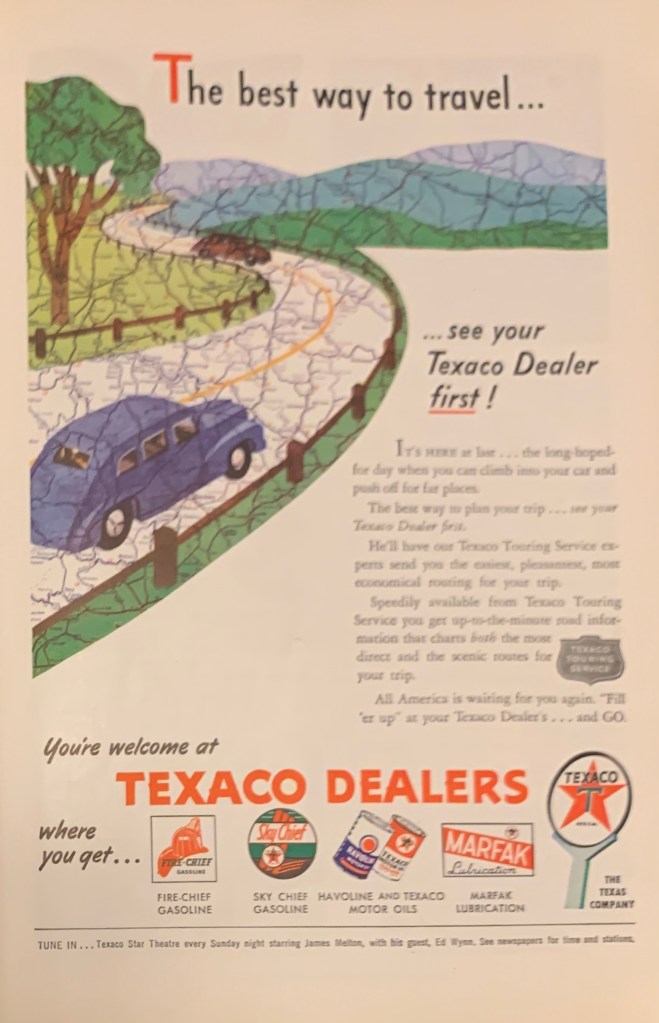 The best way to travel...
...see your
Texaco Dealer
first!
IT'S HERE at last . . . the long-hoped-
for day when you can climb into your car and
push off for far places.
The best way to plan your trip . . . see your
Texaco Dealer first.
He'll have our Texaco Touring Service ex-
perts send you the easiest, pleasantest, most
economical routing for your trip.
Speedily available from Texaco Touring
Service you get up-to-the-minute road infor-
mation that charts both the most
direct and the scenic routes for
your trip.
TEXACO
TOURING
SERVICE
All America is waiting for you again. "Fill
'er up" at your Texaco Dealer's . . . and GO.
You're welcome at
TEXACO DEALERS
where
you get...
FIRE-CHIEF
GASOLINE
Sky Chief
HAVOLINE
TEXACO
MARFAK
Lubrication
TEXACO
T
FIRE-CHIEF
GASOLINE
SKY CHIEF
GASOLINE
HAVOLINE AND TEXACO
MOTOR OILS
MARFAK
LUBRICATION
THE
TEXAS
COMPANY
TUNE IN... Texaco Star Theatre every Sunday night starring James Melton, with his guest, Ed Wynn. See newspapers for time and stations.